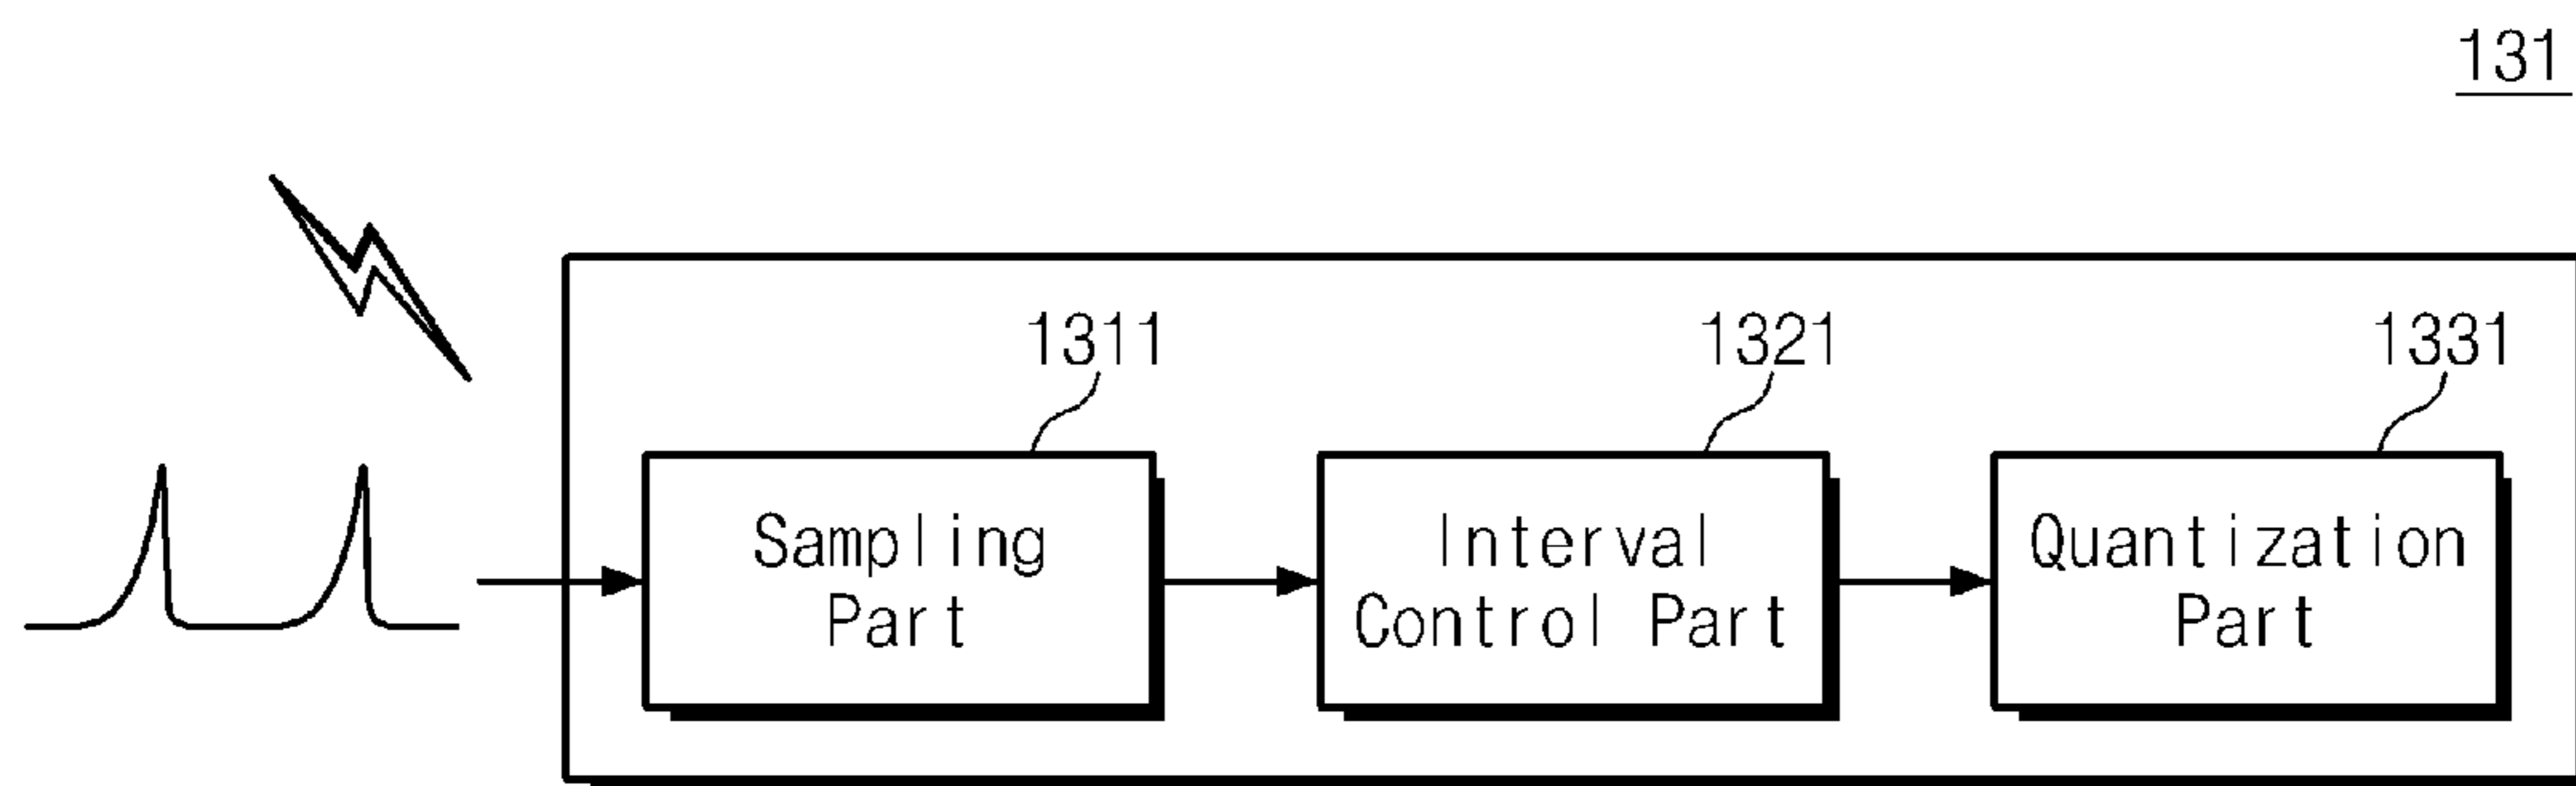 131
1311
1321
1331
Sampling
Part
Interval
Control Part
Quantization
Part